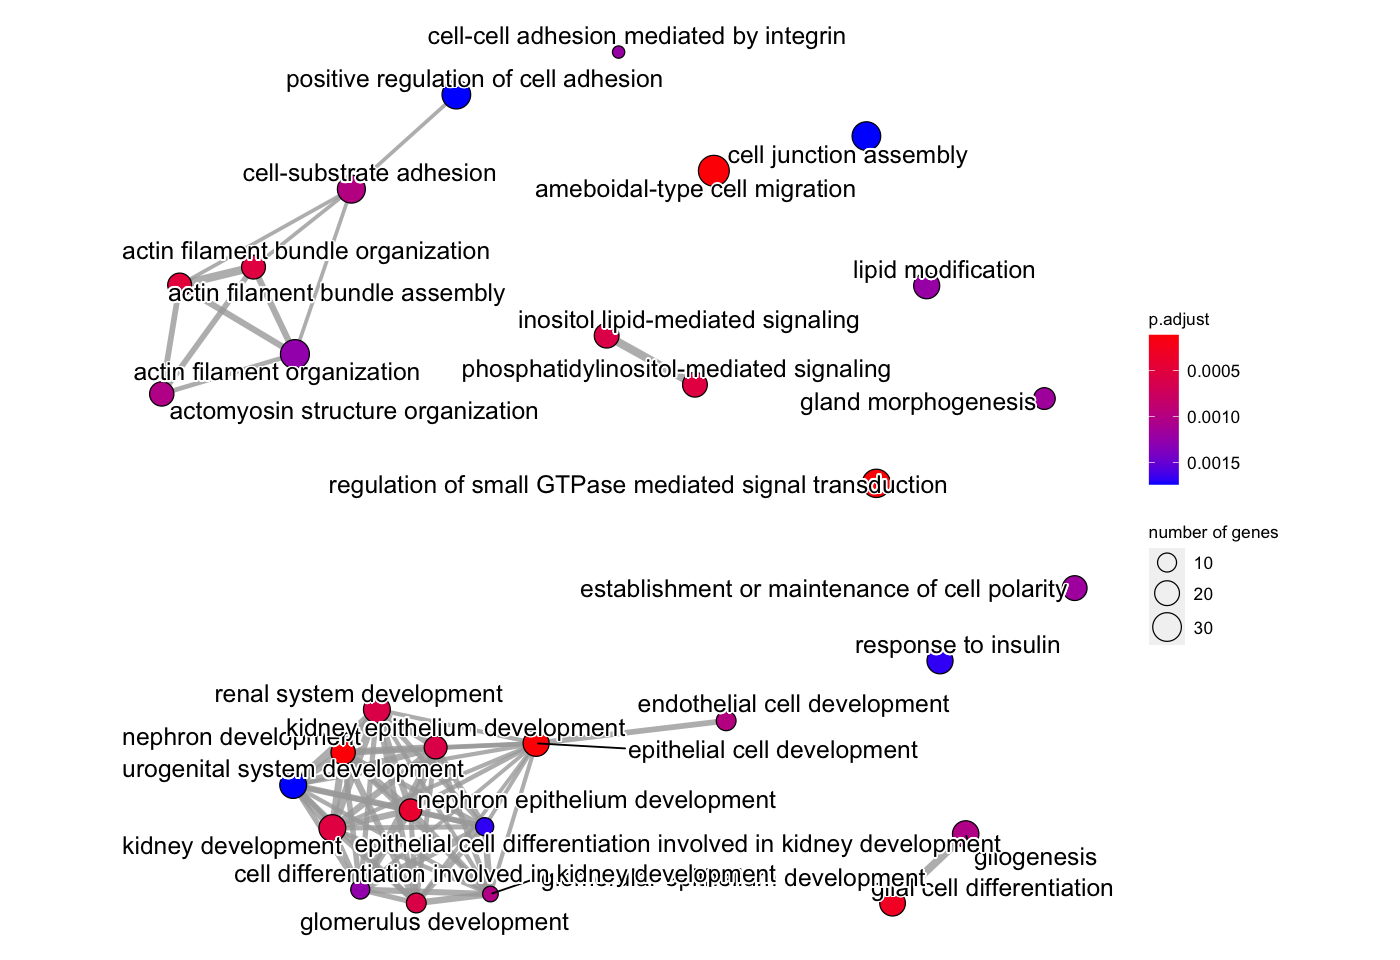 cell-cell adhesion mediated by integrin
positive regulation of cell adhesion
cell junction assembly
cell-substrate adhesion
ameboidal-type cell migration
actin filament bundle organization
lipid modification
actin filament bundle assembly
inositol lipid-mediated signaling
p.adjust
phosphatidylinositol-mediated signaling
0.0005
actin filament organization
gland morphogenesis
actomyosin structure organization
0.0010
0.0015
regulation of small GTPase mediated signal transduction
number of genes
10
establishment or maintenance of cell polarity
20
30
response to insulin
renal system development
endothelial cell development
kidney epithelium development
nephron development
epithelial cell development
urogenital system development
nephron epithelium development
kidney development
epithelial cell differentiation involved in kidney development
gliogenesis
cell differentiation involved in kidney development
glomerular epithelium development
glial cell differentiation
glomerulus development